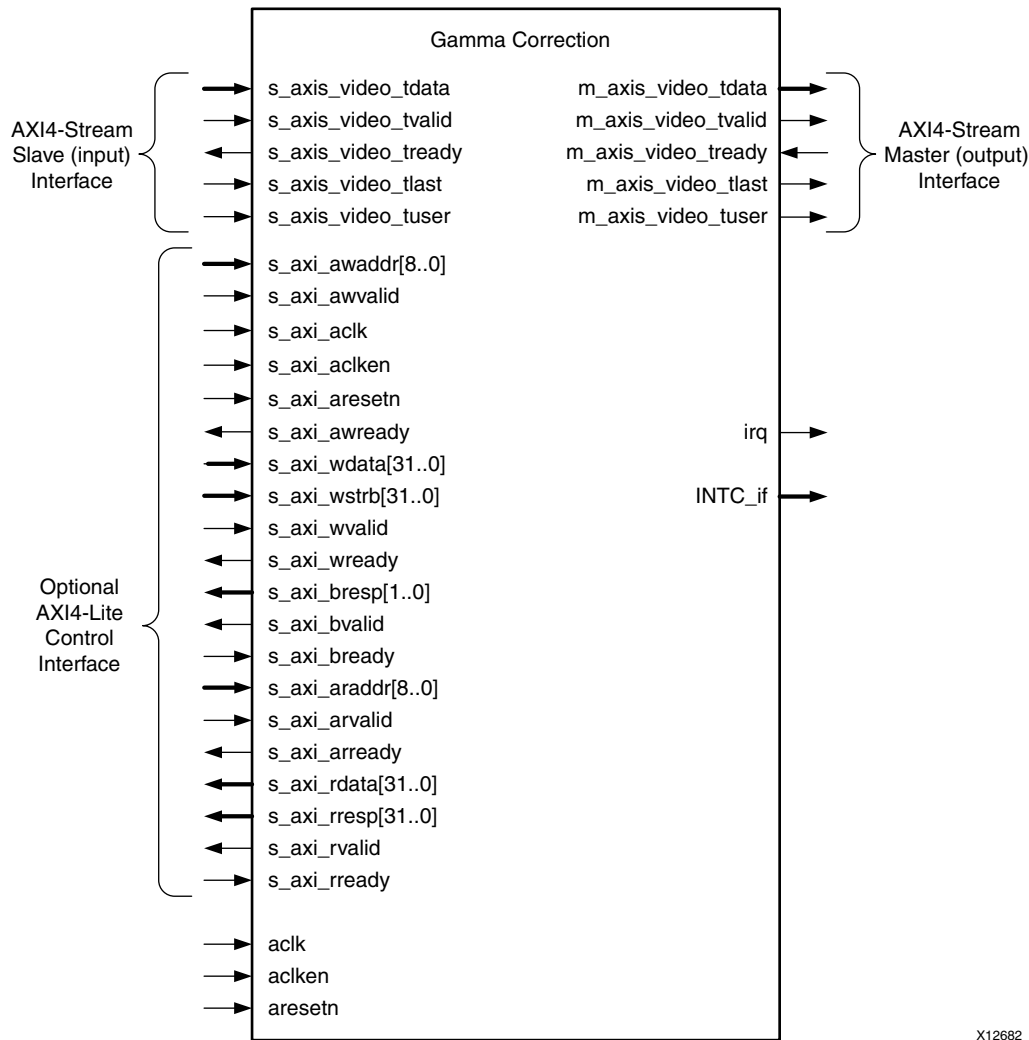 Gamma Correction
AXI4-Stream
Slave (input)
Interface
s_axis_video_tdata
s_axis_video_tvalid
s_axis_video_tready
s_axis_video_tlast
s_axis_video_tuser
m_axis_video_tdata
m_axis_video_tvalid
m_axis_video_tready
m_axis_video_tlast
m_axis_video_tuser
AXI4-Stream
Master (output)
Interface
Optional
AXI4-Lite
Control
Interface
s_axi_awaddr[8..0]
s_axi_awvalid
s_axi_aclk
s_axi_aclken
s_axi_aresetn
s_axi_awready
s_axi_wdata[31..0]
s_axi_wstrb[31..0]
s_axi_wvalid
s_axi_wready
s_axi_bresp[1..0]
s_axi_bvalid
s_axi_bready
s_axi_araddr[8..0]
s_axi_arvalid
s_axi_arready
s_axi_rdata[31..0]
s_axi_rresp[31..0]
s_axi_rvalid
s_axi_rready
irq
INTC_if
aclk
aclken
aresetn
X12682